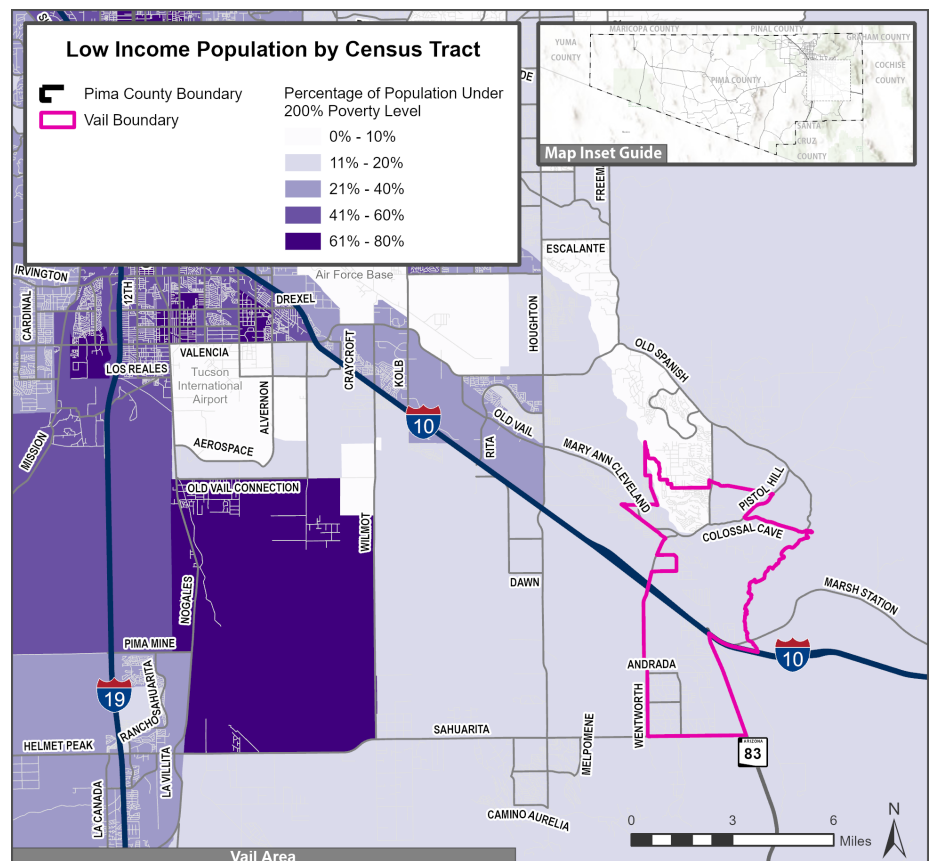 Low Income Population by Census Tract
Pima County Boundary
Vail Boundary
Percentage of Population Under
200% Poverty Level
0% - 10%
11% - 20%
21% - 40%
41% - 60%
61% - 80%
MARICOPA COUNTY
PINAL COUNTY
GRAHAM COUNTY
YUMA
COUNTY
COCHISE
COUNTY
PIMA COUNTY
SANTA
CRUZ
COUNTY
Map Inset Guide
ESCALANTE
IRVINGTON
Air Force Base
CARDINAL
12TH
DREXEL
HOUGHTON
VALENCIA
CRAYCROFT
KOLB
OLD SPANISH
LOS REALES
Tucson
International
Airport
ALVERNON
10
OLD VAIL
MISSION
AEROSPACE
RITA
MARY ANN CLEVELAND
PISTOL HILL
OLD VAIL CONNECTION
WILMOT
COLOSSAL CAVE
DAWN
MARSH STATION
NOGALES
PIMA MINE
10
ANDRADA
19
RANCHO SAHUARITA
WENTWORTH
SAHUARITA
HELMET PEAK
MELPOMENE
ARIZONA
83
LA VILLITA
LA CANADA
CAMINO AURELIA
0
3
6
Miles
N
Vail Area